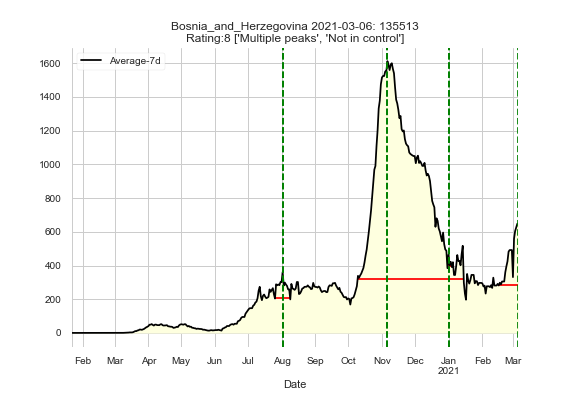 Bosnia_and_Herzegovina 2021-03-06: 135513
Rating:8 ['Multiple peaks', 'Not in control']
Average-7d
1600
1400
1200
1000
800
600
400
200
0
Feb Mar Apr May Jun Jul Aug Sep Oct Nov Dec Jan Feb Mar
2021
Date